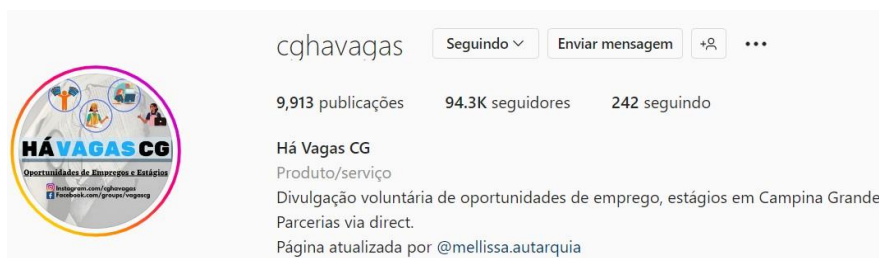 cghavagas Seguindo Enviar mensagem
9,913 publicações 94.3K seguidores 242 seguindo
Há Vagas CG
Produto/serviço
Divulgação voluntária de oportunidades de emprego, estágios em Campina Grande
Parcerias via direct.
Página atualizada por @mellissa.autarquia
HÁVAGAS CG
Oportunidades de Empregos e Estágios
Instagram.com/cghavagas
Facebook.com/groups/vagascg